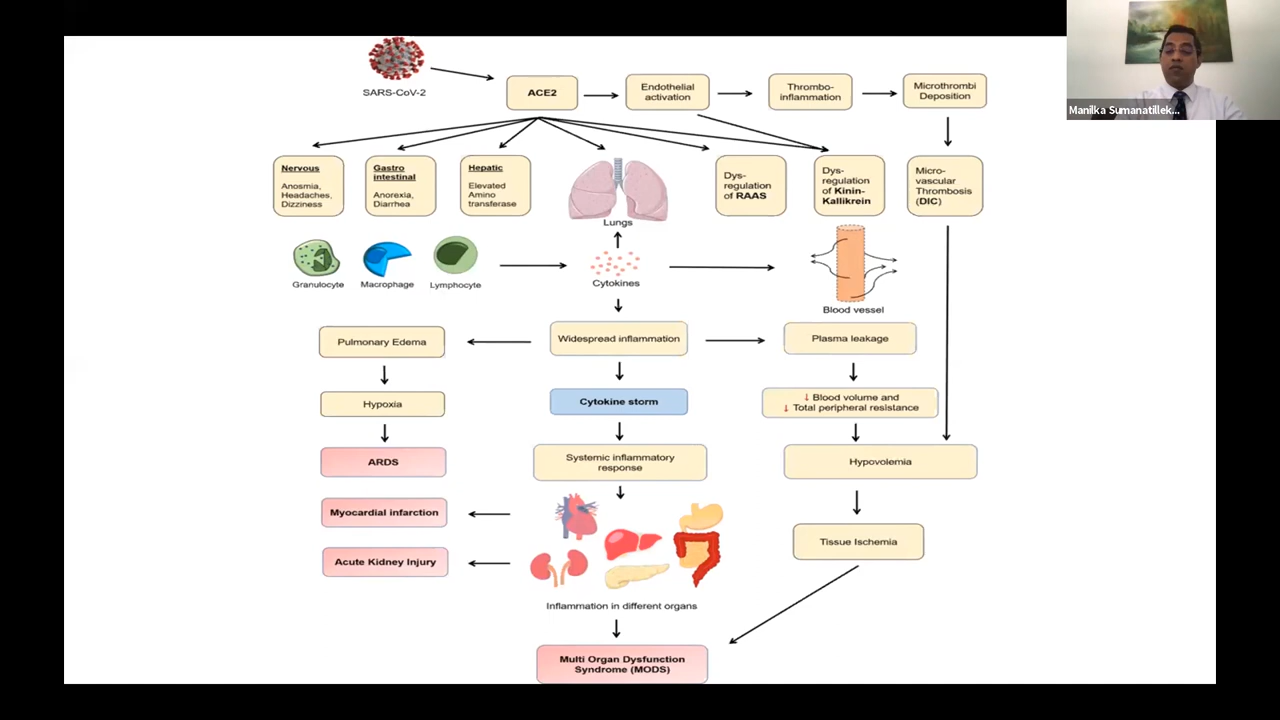 Manilka Sumanatillek...
SARS-CoV-2
ACE2
Endothelial
activation
Thrombo-
inflammation
Microthrombi
Deposition
Nervous
Anosmia,
Headaches,
Dizziness
Gastro
intestinal
Anorexia,
Diarrhea
Hepatic
Elevated
Amino
transferase
Lungs
Dys-
regulation
of RAAS
Dys-
regulation
of Kinin-
Kallikrein
Micro-
vascular
Thrombosis
(DIC)
Granulocyte
Macrophage
Lymphocyte
Cytokines
Blood vessel
Pulmonary Edema
Widespread inflammation
Plasma leakage
Hypoxia
Cytokine storm
↓ Blood volume and
↓ Total peripheral resistance
ARDS
Systemic inflammatory
response
Hypovolemia
Myocardial infarction
Tissue Ischemia
Acute Kidney Injury
Inflammation in different organs
Multi Organ Dysfunction
Syndrome (MODS)